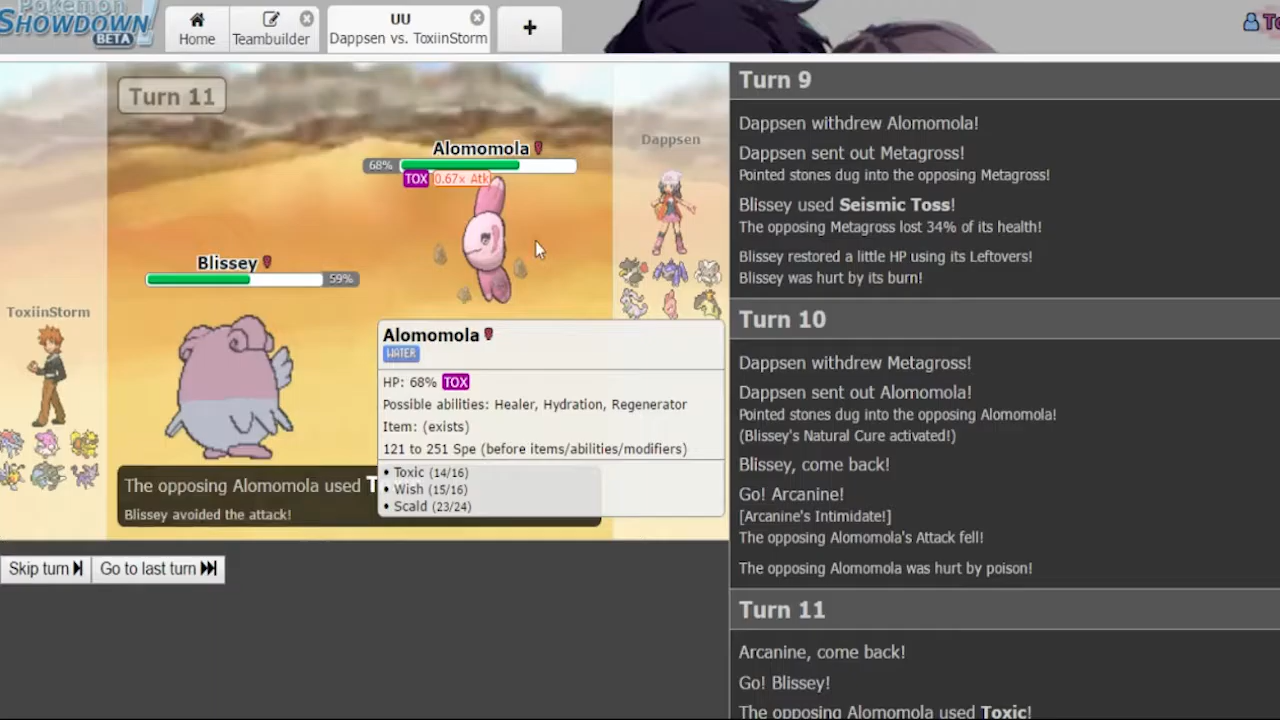 Pokémon
SHOWDOWN!
BETA
Home
Teambuilder
UU
Dappsen vs. ToxiinStorm
+
Turn 11
Alomomola
68%
TOX 0.67× Atk
Blissey
59%
ToxiinStorm
Dappsen
Alomomola
WATER
HP: 68% TOX
Possible abilities: Healer, Hydration, Regenerator
Item: (exists)
121 to 251 Spe (before items/abilities/modifiers)
• Toxic (14/16)
• Wish (15/16)
• Scald (23/24)
The opposing Alomomola used T
Blissey avoided the attack!
Skip turn
Go to last turn
Turn 9
Dappsen withdrew Alomomola!
Dappsen sent out Metagross!
Pointed stones dug into the opposing Metagross!
Blissey used Seismic Toss!
The opposing Metagross lost 34% of its health!
Blissey restored a little HP using its Leftovers!
Blissey was hurt by its burn!
Turn 10
Dappsen withdrew Metagross!
Dappsen sent out Alomomola!
Pointed stones dug into the opposing Alomomola!
(Blissey's Natural Cure activated!)
Blissey, come back!
Go! Arcanine!
[Arcanine's Intimidate!]
The opposing Alomomola's Attack fell!
The opposing Alomomola was hurt by poison!
Turn 11
Arcanine, come back!
Go! Blissey!
The opposing Alomomola used Toxic!